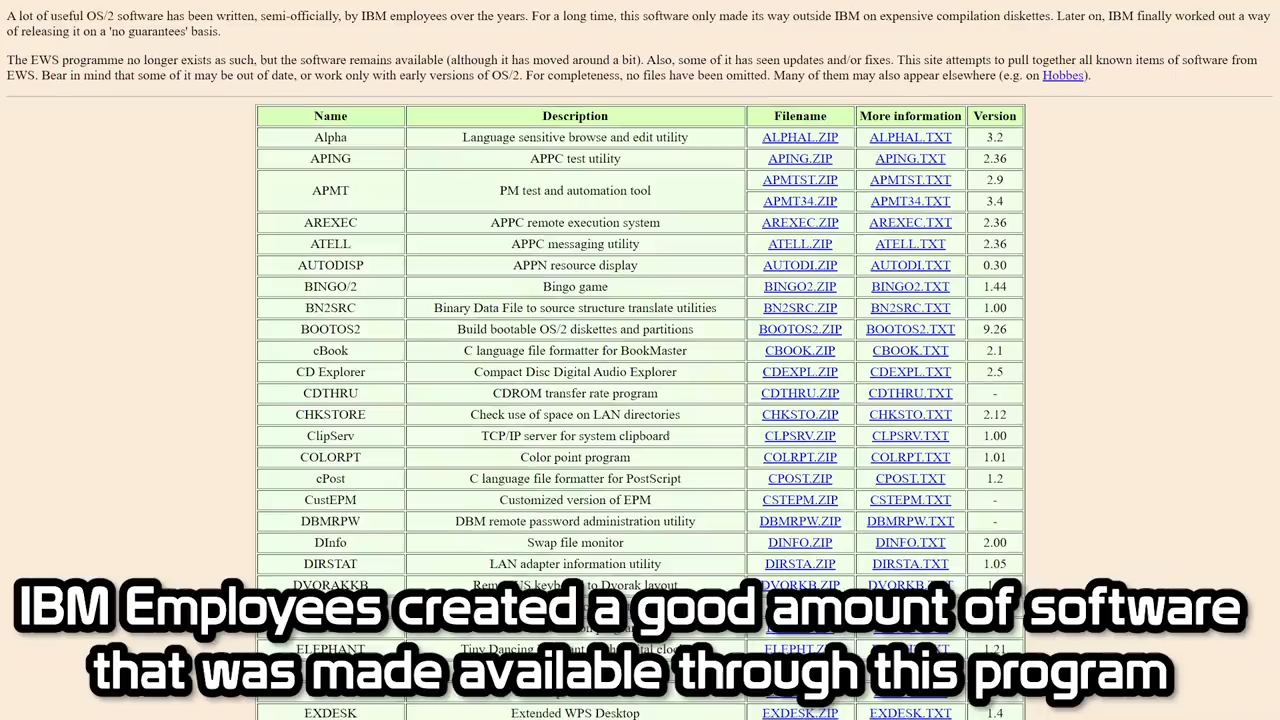 A lot of useful OS/2 software has been written, semi-officially, by IBM employees over the years. For a long time, this software only made its way outside IBM on expensive compilation diskettes. Later on, IBM finally worked out a way
of releasing it on a 'no guarantees' basis.
The EWS programme no longer exists as such, but the software remains available (although it has moved around a bit). Also, some of it has seen updates and/or fixes. This site attempts to pull together all known items of software from
EWS. Bear in mind that some of it may be out of date, or work only with early versions of OS/2. For completeness, no files have been omitted. Many of them may also appear elsewhere (e.g. on Hobbes).
Name Description Filename More information Version
Alpha Language sensitive browse and edit utility ALPHAL.ZIP ALPHAL.TXT 3.2
APING APPC test utility APING.ZIP APING.TXT 2.36
APMT PM test and automation tool APMTST.ZIP APMTST.TXT 2.9
APMT34.ZIP APMT34.TXT 3.4
AREXEC APPC remote execution system AREXEC.ZIP AREXEC.TXT 2.36
ATELL APPC messaging utility ATELL.ZIP ATELL.TXT 2.36
AUTODISP APPN resource display AUTODI.ZIP AUTODI.TXT 0.30
BINGO/2 Bingo game BINGO2.ZIP BINGO2.TXT 1.44
BN2SRC Binary Data File to source structure translate utilities BN2SRC.ZIP BN2SRC.TXT 1.00
BOOTOS2 Build bootable OS/2 diskettes and partitions BOOTOS2.ZIP BOOTOS2.TXT 9.26
cBook C language file formatter for BookMaster CBOOK.ZIP CBOOK.TXT 2.1
CD Explorer Compact Disc Digital Audio Explorer CDEXPL.ZIP CDEXPL.TXT 2.5
CDTHRU CDROM transfer rate program CDTHRU.ZIP CDTHRU.TXT -
CHKSTORE Check use of space on LAN directories CHKSTO.ZIP CHKSTO.TXT 2.12
ClipServ TCP/IP server for system clipboard CLPSRV.ZIP CLPSRV.TXT 1.00
COLORPT Color point program COLRPT.ZIP COLRPT.TXT 1.01
cPost C language file formatter for PostScript CPOST.ZIP CPOST.TXT 1.2
CustEPM Customized version of EPM CSTEPM.ZIP CSTEPM.TXT -
DBMRPW DBM remote password administration utility DBMRPW.ZIP DBMRPW.TXT -
DInfo Swap file monitor DINFO.ZIP DINFO.TXT 2.00
DIRSTAT LAN adapter information utility DIRSTA.ZIP DIRSTA.TXT 1.05
DVORAKKB to Dvorak layout DVORKB.ZIP DVORKB.TXT
IBM Employees created a good amount of software
ELEPHANT Tiny Dancing 1.21
that was made available through this program
EXDESK Extended WPS Desktop EXDESK.ZIP EXDESK.TXT 1.4